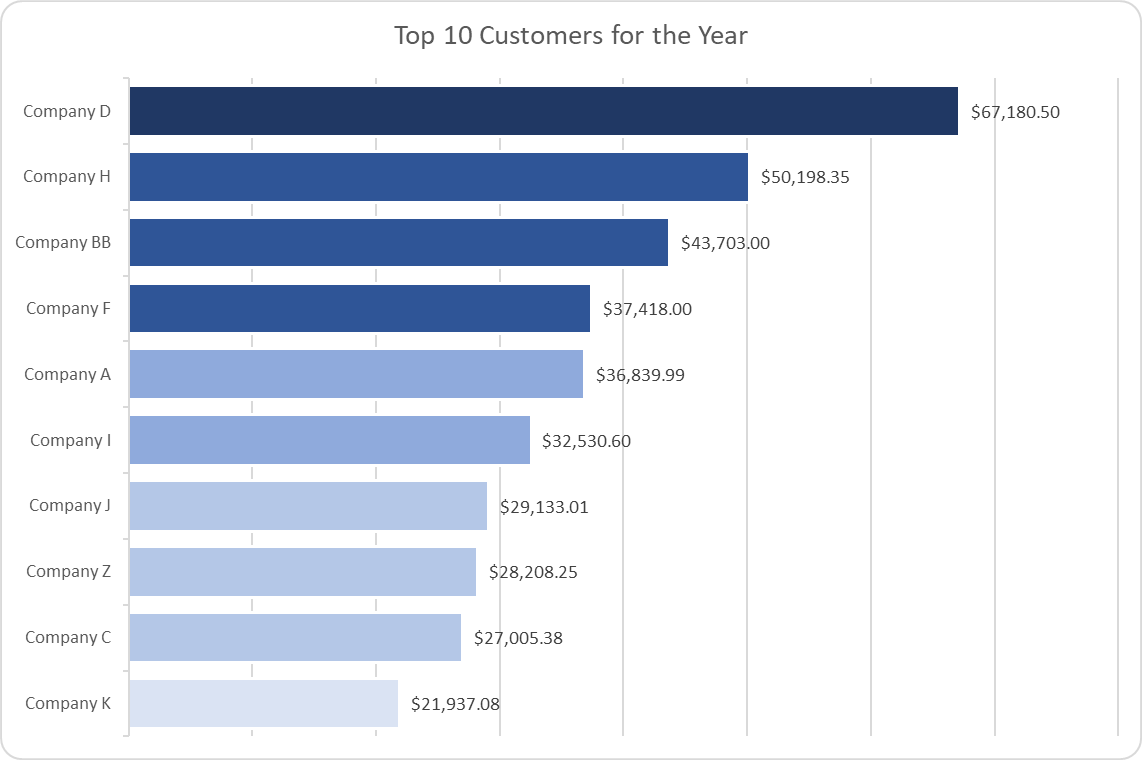 Top 10 Customers for the Year
Company D $67,180.50
Company H $50,198.35
Company BB $43,703.00
Company F $37,418.00
Company A $36,839.99
Company I $32,530.60
Company J $29,133.01
Company Z $28,208.25
Company C $27,005.38
Company K $21,937.08